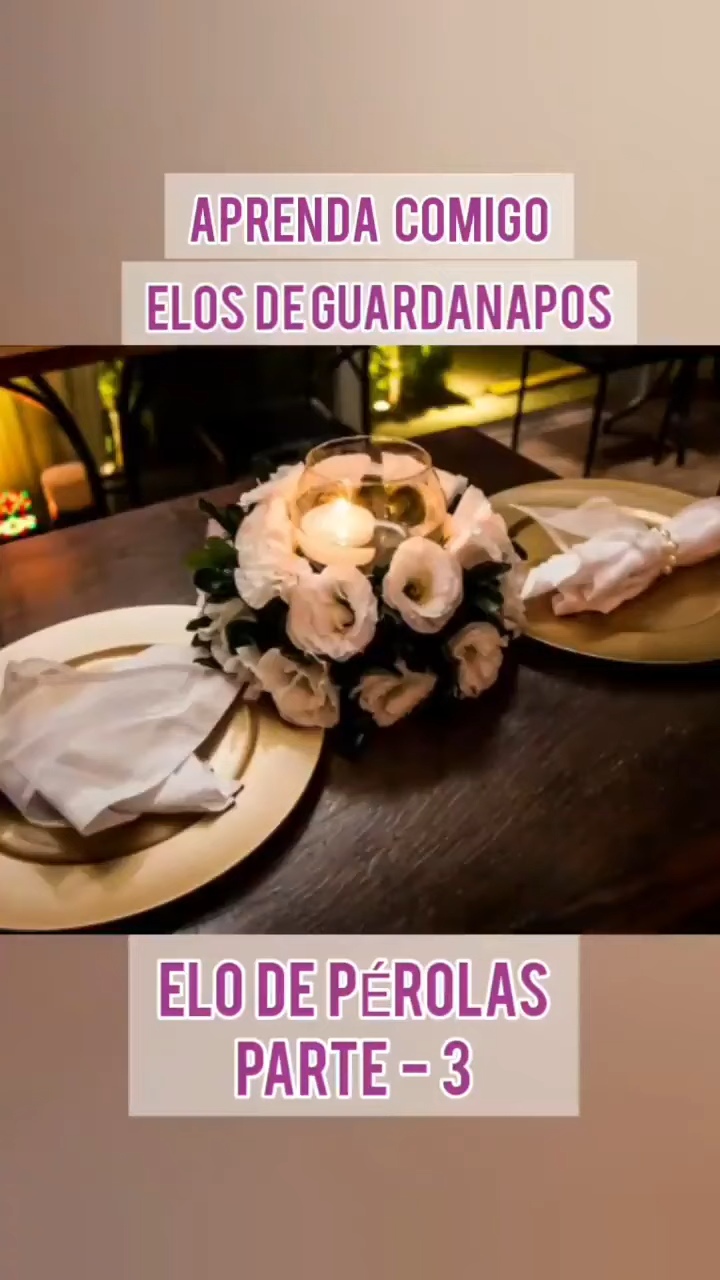 APRENDA COMIGO
ELOS DE GUARDANAPOS
ELO DE PÉROLAS
PARTE - 3